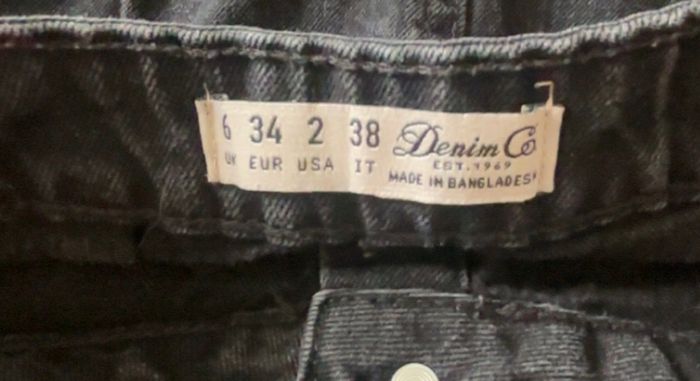 6 34 2 38
UK EUR USA IT
Denim Co
EST. 1969
MADE IN BANGLADESH